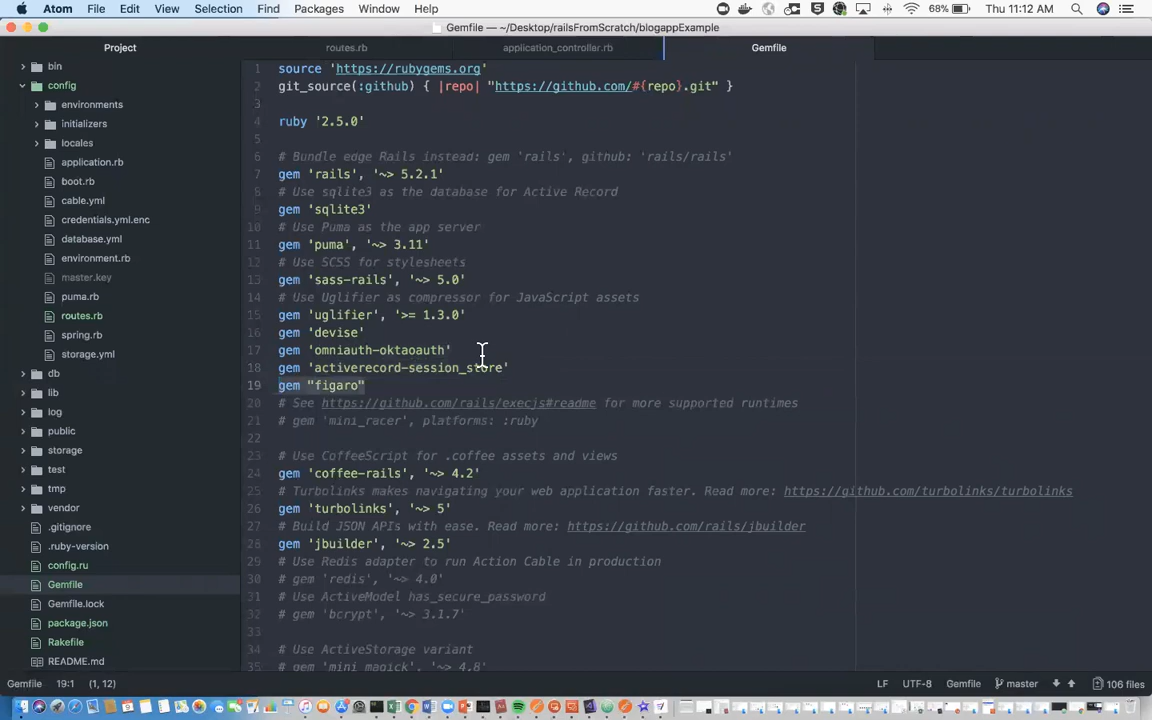 Atom File Edit View Selection Find Packages Window Help 68% Thu 11:12 AM
Gemfile — ~/Desktop/railsFromScratch/blogappExample
Project
routes.rb
application_controller.rb
Gemfile
bin
config
environments
initializers
locales
application.rb
boot.rb
cable.yml
credentials.yml.enc
database.yml
environment.rb
master.key
puma.rb
routes.rb
spring.rb
storage.yml
db
lib
log
public
storage
test
tmp
vendor
.gitignore
.ruby-version
config.ru
Gemfile
Gemfile.lock
package.json
Rakefile
README.md
1 source 'https://rubygems.org'
2 git_source(:github) { |repo| "https://github.com/#{repo}.git" }
3
4 ruby '2.5.0'
5
6 # Bundle edge Rails instead: gem 'rails', github: 'rails/rails'
7 gem 'rails', '~> 5.2.1'
8 # Use sqlite3 as the database for Active Record
9 gem 'sqlite3'
10 # Use Puma as the app server
11 gem 'puma', '~> 3.11'
12 # Use SCSS for stylesheets
13 gem 'sass-rails', '~> 5.0'
14 # Use Uglifier as compressor for JavaScript assets
15 gem 'uglifier', '>= 1.3.0'
16 gem 'devise'
17 gem 'omniauth-oktaoauth'
18 gem 'activerecord-session_store'
19 gem "figaro"
20 # See https://github.com/rails/execjs#readme for more supported runtimes
21 # gem 'mini_racer', platforms: :ruby
22
23 # Use CoffeeScript for .coffee assets and views
24 gem 'coffee-rails', '~> 4.2'
25 # Turbolinks makes navigating your web application faster. Read more: https://github.com/turbolinks/turbolinks
26 gem 'turbolinks', '~> 5'
27 # Build JSON APIs with ease. Read more: https://github.com/rails/jbuilder
28 gem 'jbuilder', '~> 2.5'
29 # Use Redis adapter to run Action Cable in production
30 # gem 'redis', '~> 4.0'
31 # Use ActiveModel has_secure_password
32 # gem 'bcrypt', '~> 3.1.7'
33
34 # Use ActiveStorage variant
35 # gem 'mini_magick', '~> 4.8'
Gemfile 19:1 (1, 12) LF UTF-8 Gemfile master 106 files